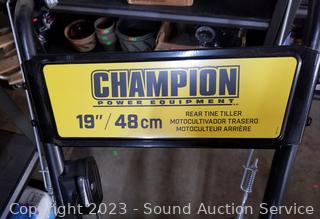 CHAMPION
POWER EQUIPMENT
19"/48cm
REAR TINE TILLER
MOTOCULTIVADOR TRASERO
MOTOCULTEUR ARRIÈRE
Copyright 2023 - Sound Auction Service